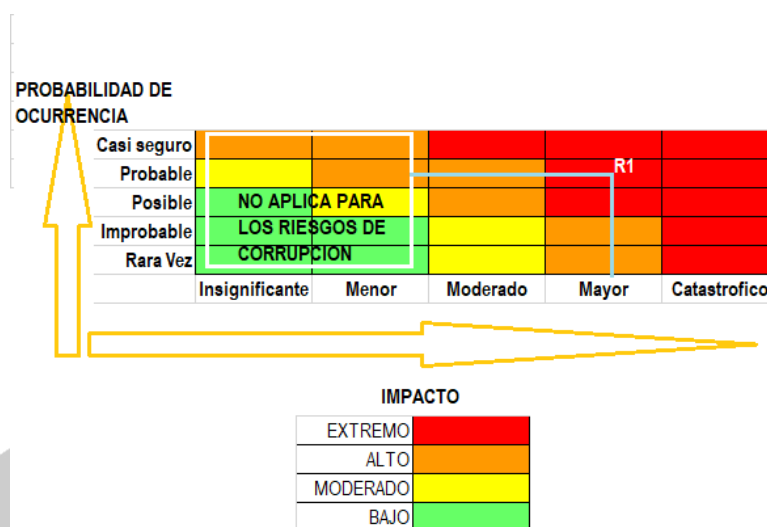 PROBABILIDAD DE
OCURRENCIA
Casi seguro
Probable
R1
Posible
NO APLICA PARA
Improbable
LOS RIESGOS DE
Rara Vez
CORRUPCION
Insignificante
Menor
Moderado
Mayor
Catastrofico
IMPACTO
EXTREMO
ALTO
MODERADO
BAJO